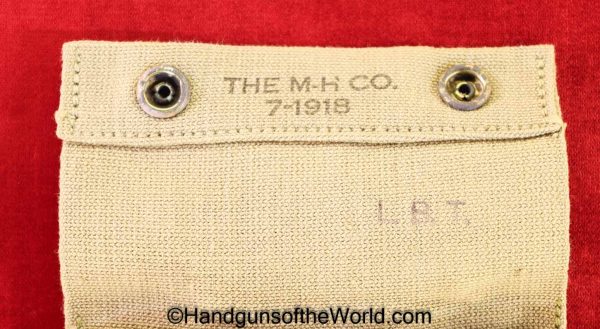 THE M-H CO.
7-1918
L. B. T.
©HandgunsoftheWorld.com